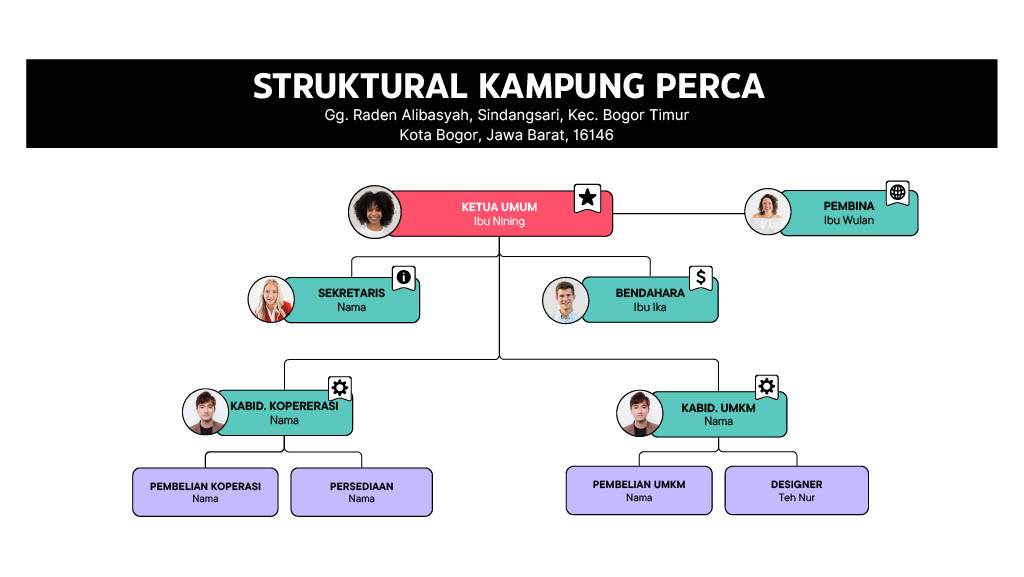 STRUKTURAL KAMPUNG PERCA
Gg. Raden Alibasyah, Sindangsari, Kec. Bogor Timur
Kota Bogor, Jawa Barat, 16146
KETUA UMUM
Ibu Nining
PEMBINA
Ibu Wulan
SEKRETARIS
Nama
BENDAHARA
Ibu Ika
$
KABID. KOPERERASI
Nama
KABID. UMKM
Nama
PEMBELIAN KOPERASI
Nama
PERSEDIAAN
Nama
PEMBELIAN UMKM
Nama
DESIGNER
Teh Nur